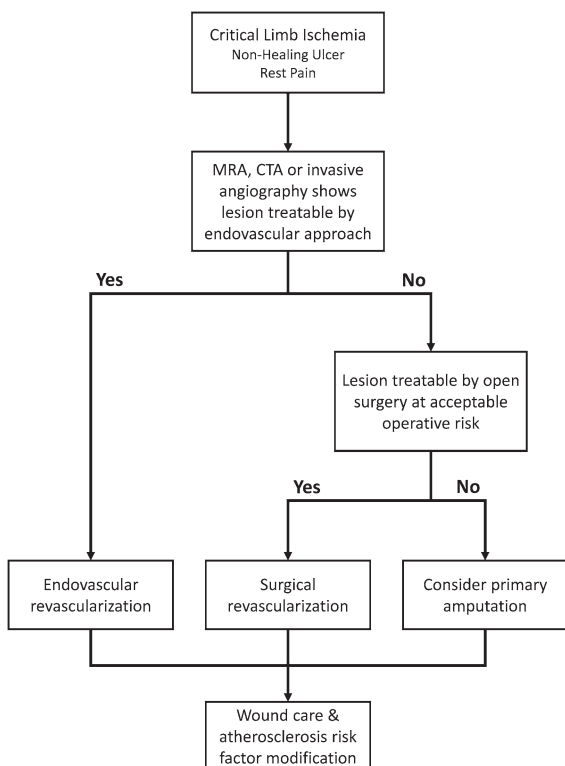 Critical Limb Ischemia
Non-Healing Ulcer
Rest Pain
MRA, CTA or invasive
angiography shows
lesion treatable by
endovascular approach
Yes
No
Lesion treatable by open
surgery at acceptable
operative risk
Yes
No
Endovascular
revascularization
Surgical
revascularization
Consider primary
amputation
Wound care &
atherosclerosis risk
factor modification